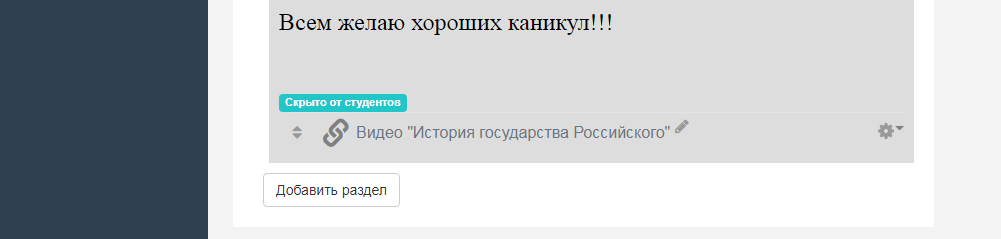 Всем желаю хороших каникул!!!
Скрыто от студентов
Видео "История государства Российского"
Добавить раздел